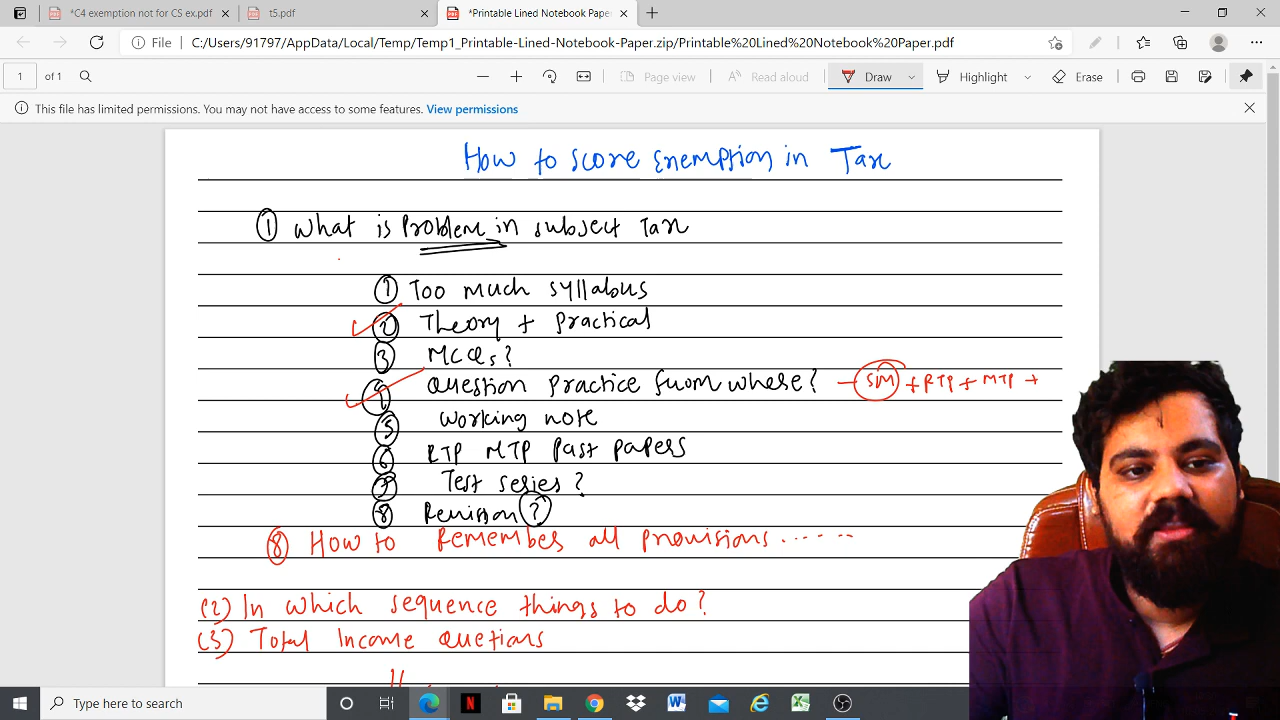 *C4 exemption not for CS ex.pdf
t5.pdf
*Printable Lined Notebook Pape
File
C:/Users/91797/AppData/Local/Temp/Temp1_Printable-Lined-Notebook-Paper.zip/Printable%20Lined%20Notebook%20Paper.pdf
1 of 1
Page view
Read aloud
Draw
Highlight
Erase
This file has limited permissions. You may not have access to some features. View permissions
How to score Exemption in Tax
① What is Problem in subject Tax
① Too much syllabus
② Theory + practical
③ MCQs?
④ Question practice from where? - SM + RTP + MTP +
⑤ working note
⑥ RTP MTP Past papers
⑦ Test series?
⑧ Revision ?
⑧ How to Remember all provisions......
(2) In which sequence things to do?
(3) Total Income Quetions
Type here to search